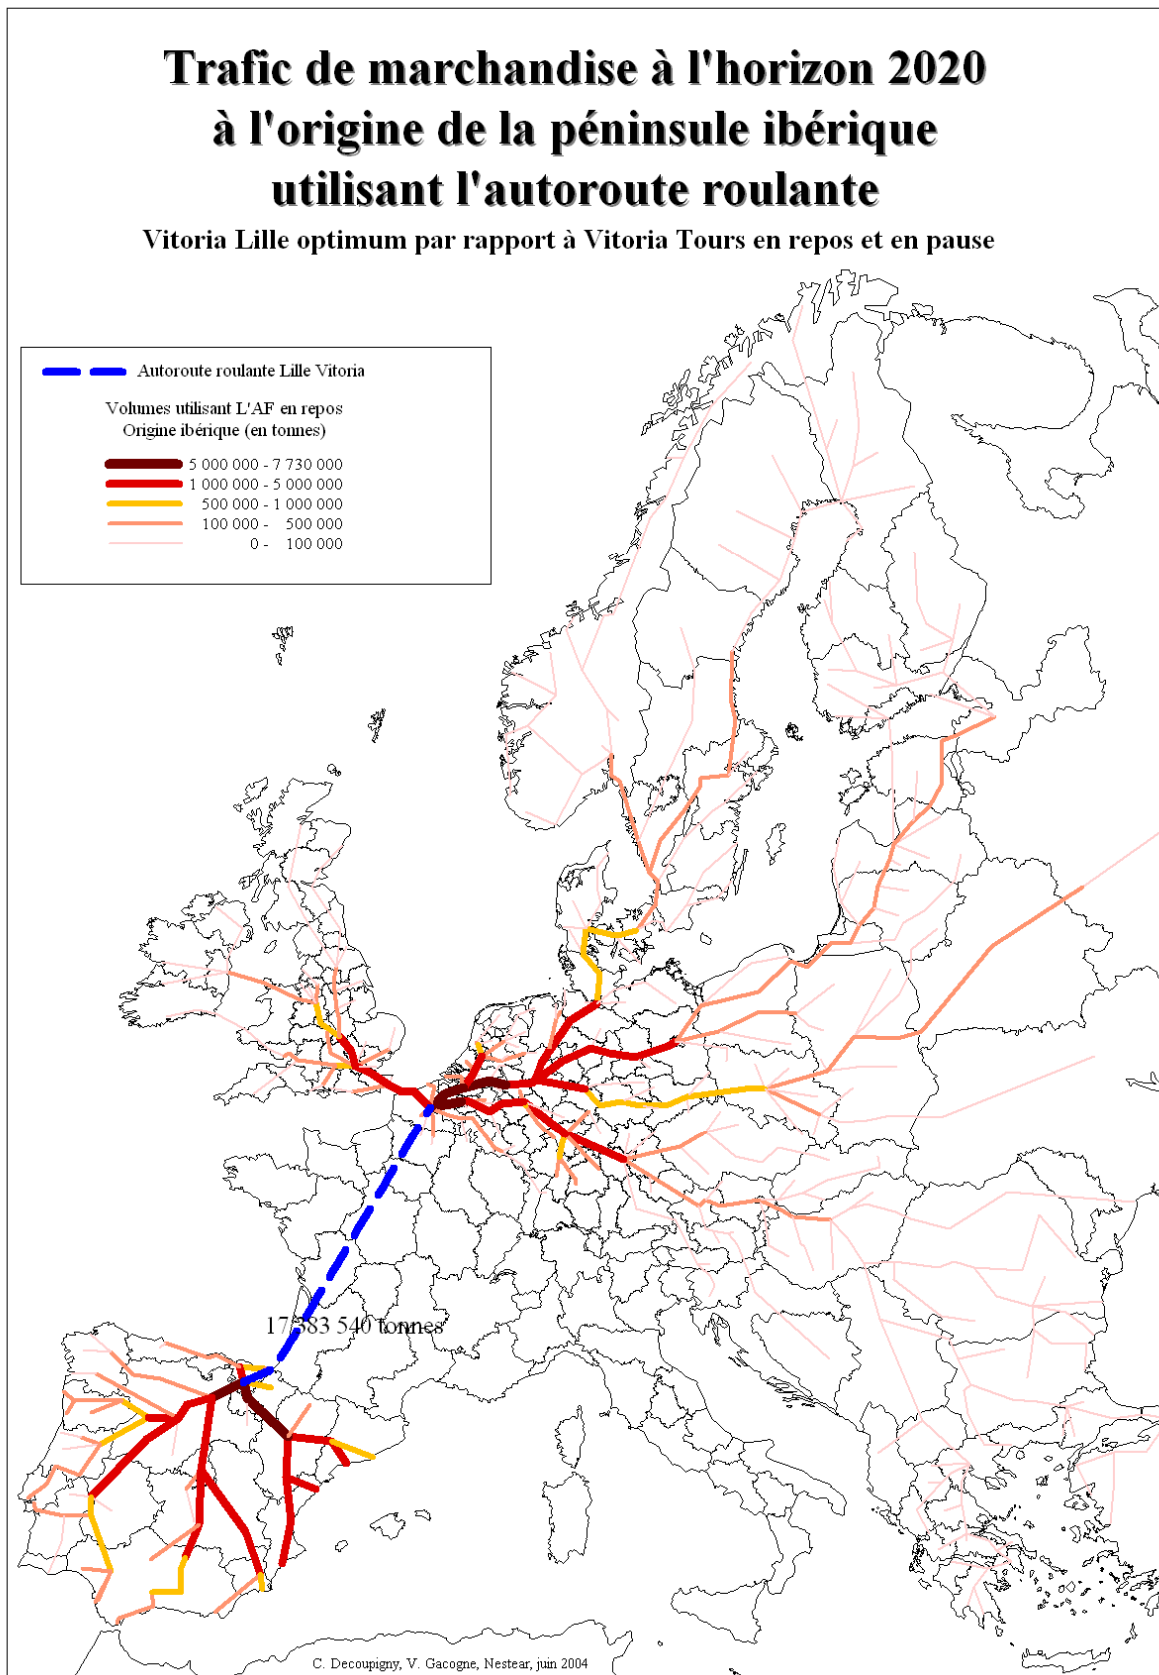 Trafic de marchandise à l'horizon 2020
à l'origine de la péninsule ibérique
utilisant l'autoroute roulante
Vitoria Lille optimum par rapport à Vitoria Tours en repos et en pause
Autoroute roulante Lille Vitoria
Volumes utilisant L'AF en repos
Origine ibérique (en tonnes)
5 000 000 - 7 730 000
1 000 000 - 5 000 000
500 000 - 1 000 000
100 000 - 500 000
0 - 100 000
17 383 540 tonnes
C. Decoupigny, V. Gacogne, Nestear, juin 2004